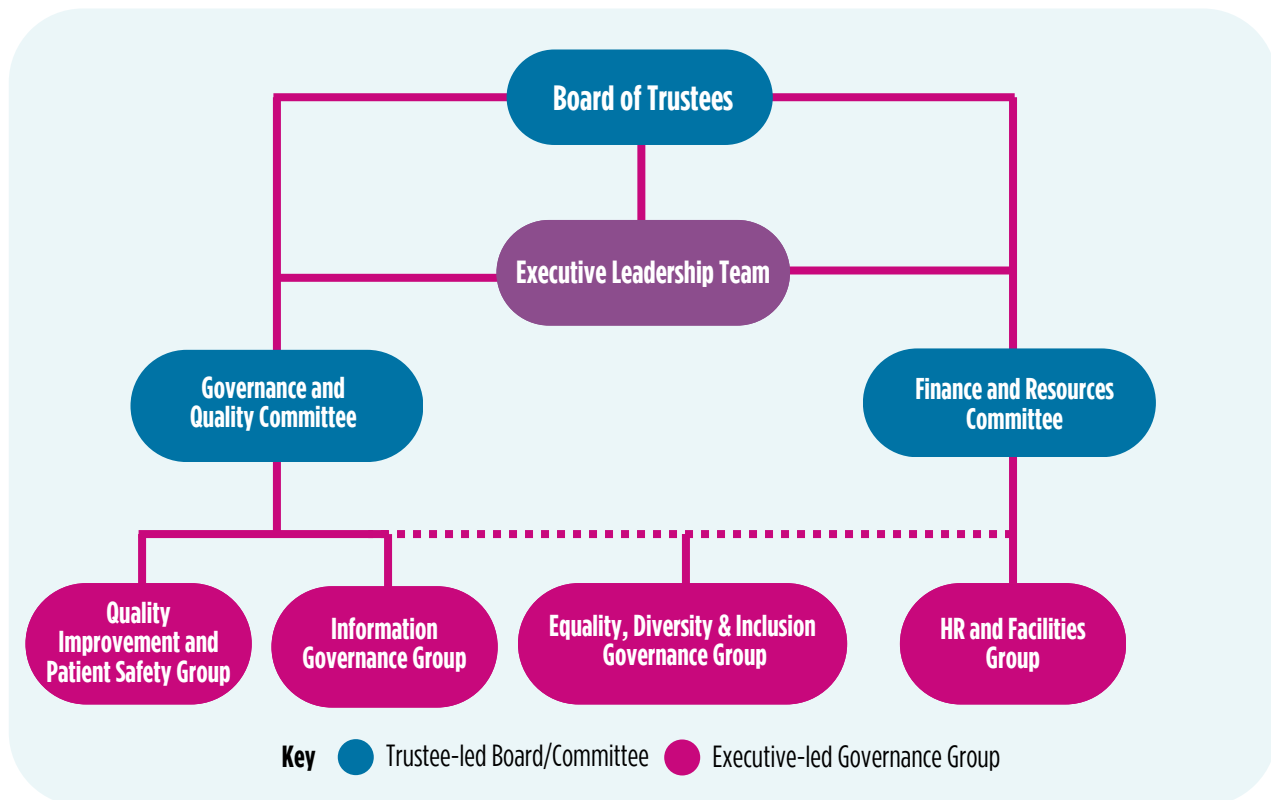 Board of Trustees
Executive Leadership Team
Governance and
Quality Committee
Finance and Resources
Committee
Quality
Improvement and
Patient Safety Group
Information
Governance Group
Equality, Diversity & Inclusion
Governance Group
HR and Facilities
Group
Key Trustee-led Board/Committee Executive-led Governance Group